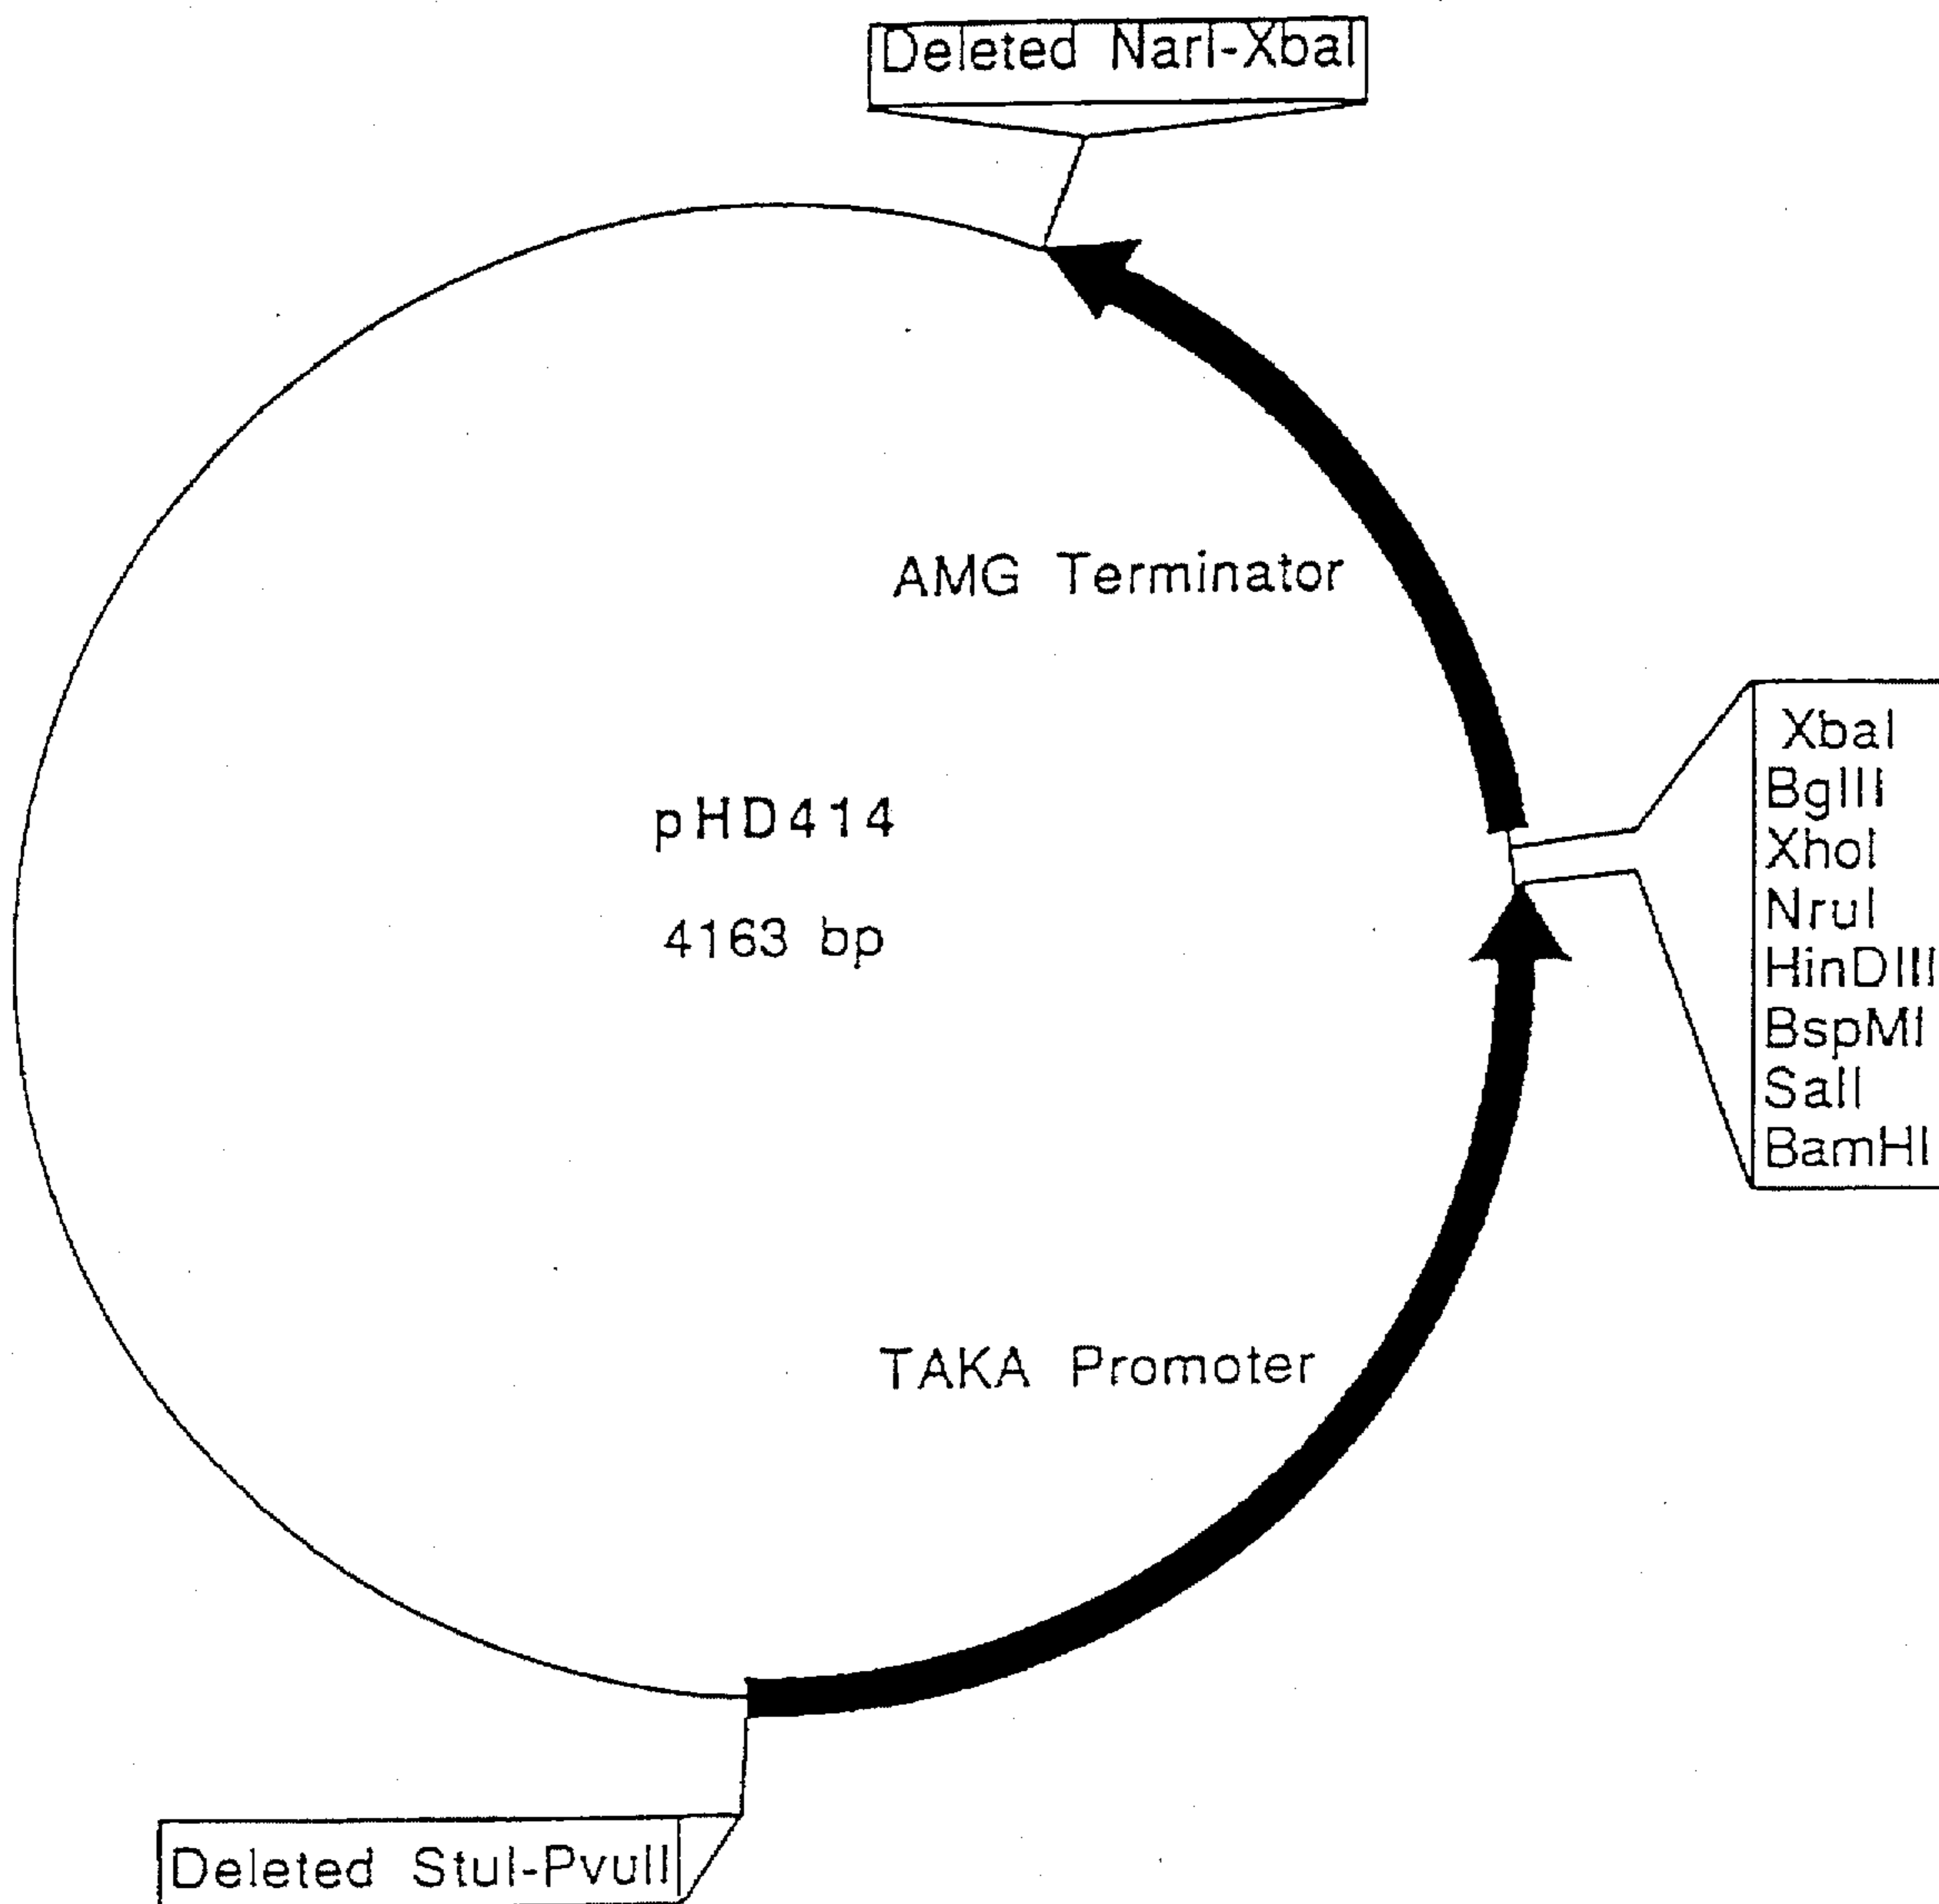 Deleted NarI-XbaI
AMG Terminator
pHD414
4163 bp
XbaI
BglII
XhoI
NruI
HinDIII
BspMI
SalI
BamHI
TAKA Promoter
Deleted StuI-PvuII